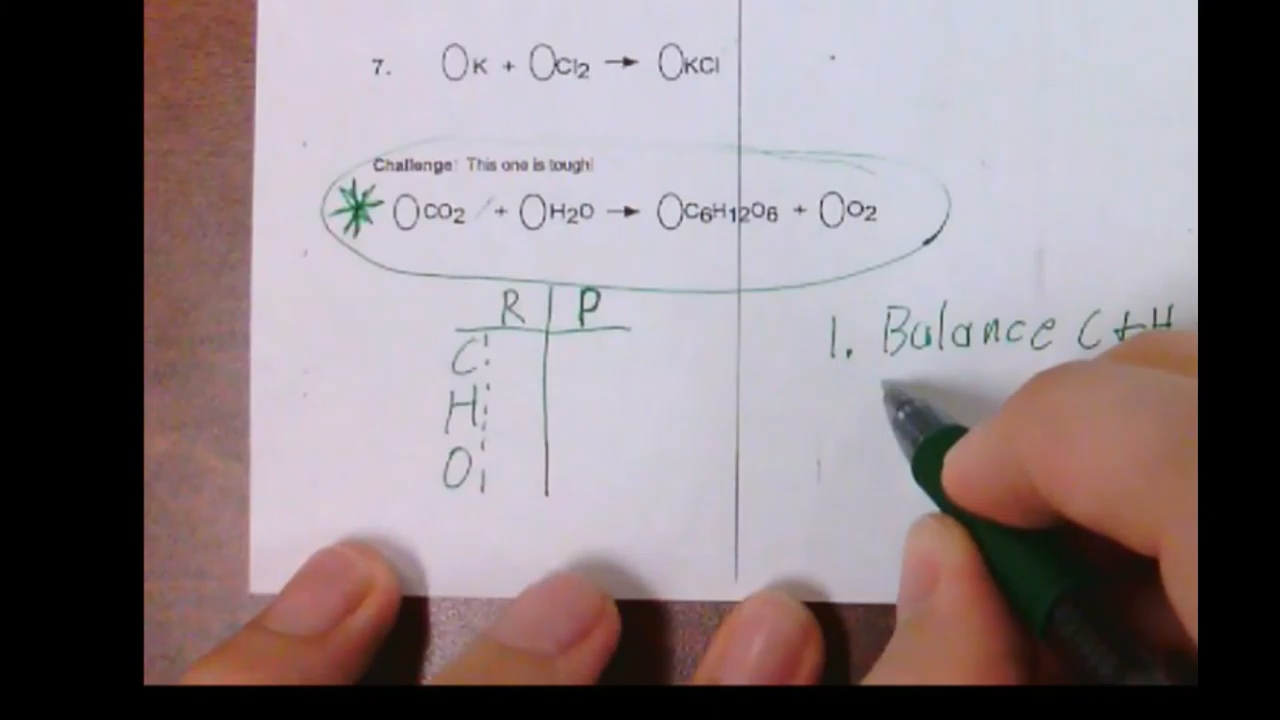 7. K + Cl2 → KCl
Challenge: This one is tough!
CO2 + H2O → C6H12O6 + O2
R P
1. Balance C + H
C
H
O